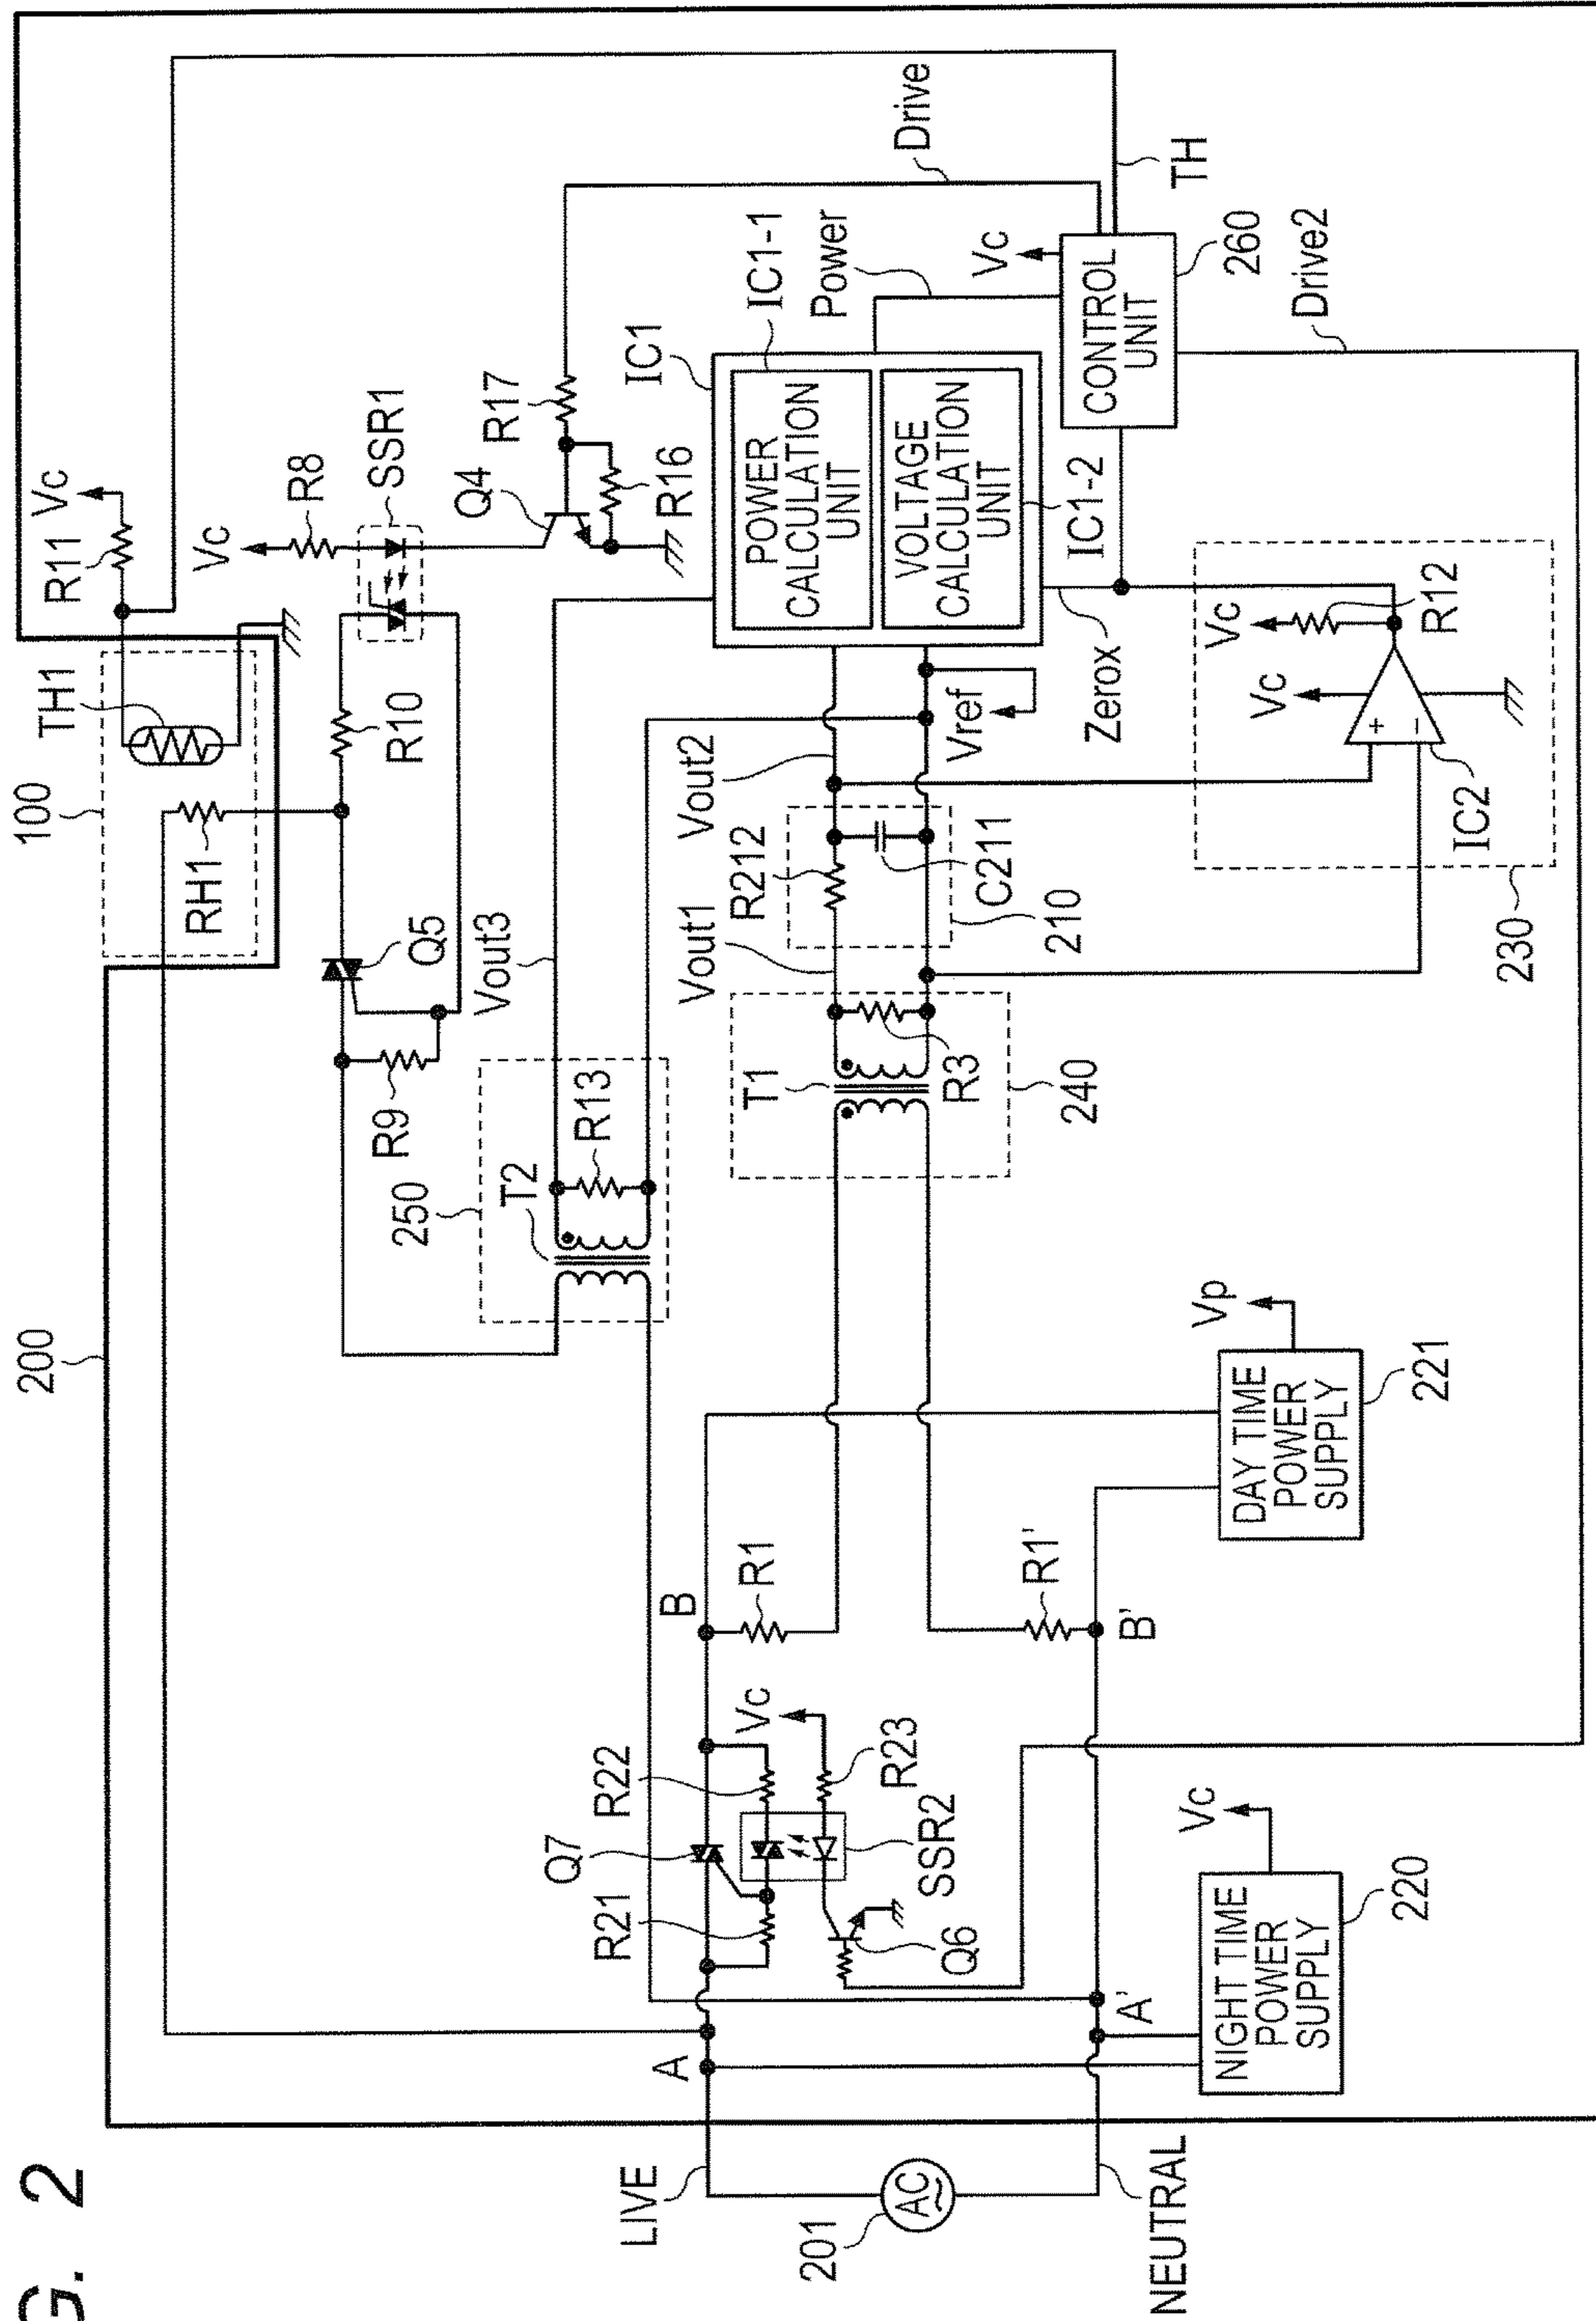 G. 2
200
100
TH1
RH1
R11
Vc
Vc
R8
SSR1
R10
Q5
R9
Q4
R17
R16
Drive
TH
250
T2
R13
Vout3
IC1
IC1-1
Power
POWER
CALCULATION
UNIT
VOLTAGE
CALCULATION
UNIT
IC1-2
Vc
CONTROL
UNIT
260
Drive2
LIVE
201
AC
NEUTRAL
A
A'
Q7
R21
R22
Vc
R23
SSR2
Q6
B
R1
R1'
B'
T1
R3
240
Vout1
R212
C211
210
Vout2
Vref
Zerox
Vc
Vc
R12
+
−
IC2
230
NIGHT TIME
POWER
SUPPLY
220
Vc
DAY TIME
POWER
SUPPLY
221
Vp